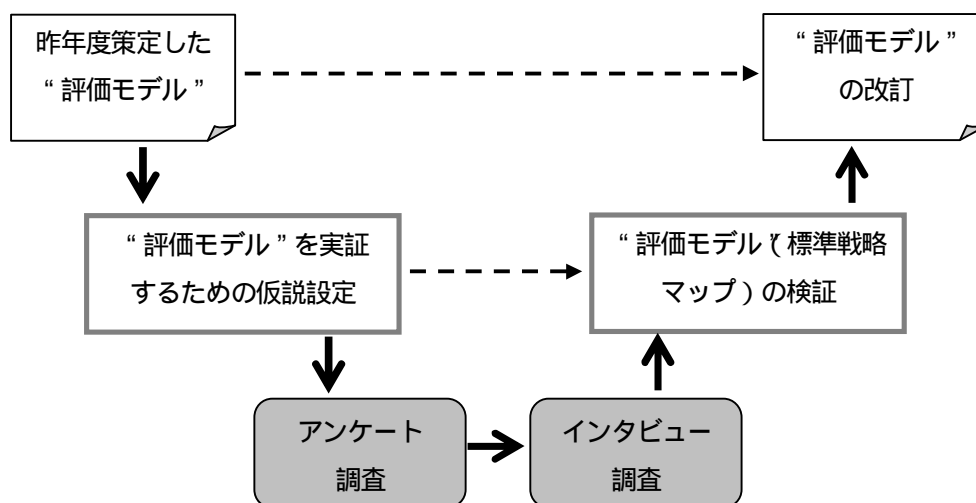 昨年度策定した
“評価モデル”
“評価モデル”
の改訂
“評価モデル”を実証
するための仮説設定
“評価モデル”(標準戦略
マップ)の検証
アンケート
調査
インタビュー
調査